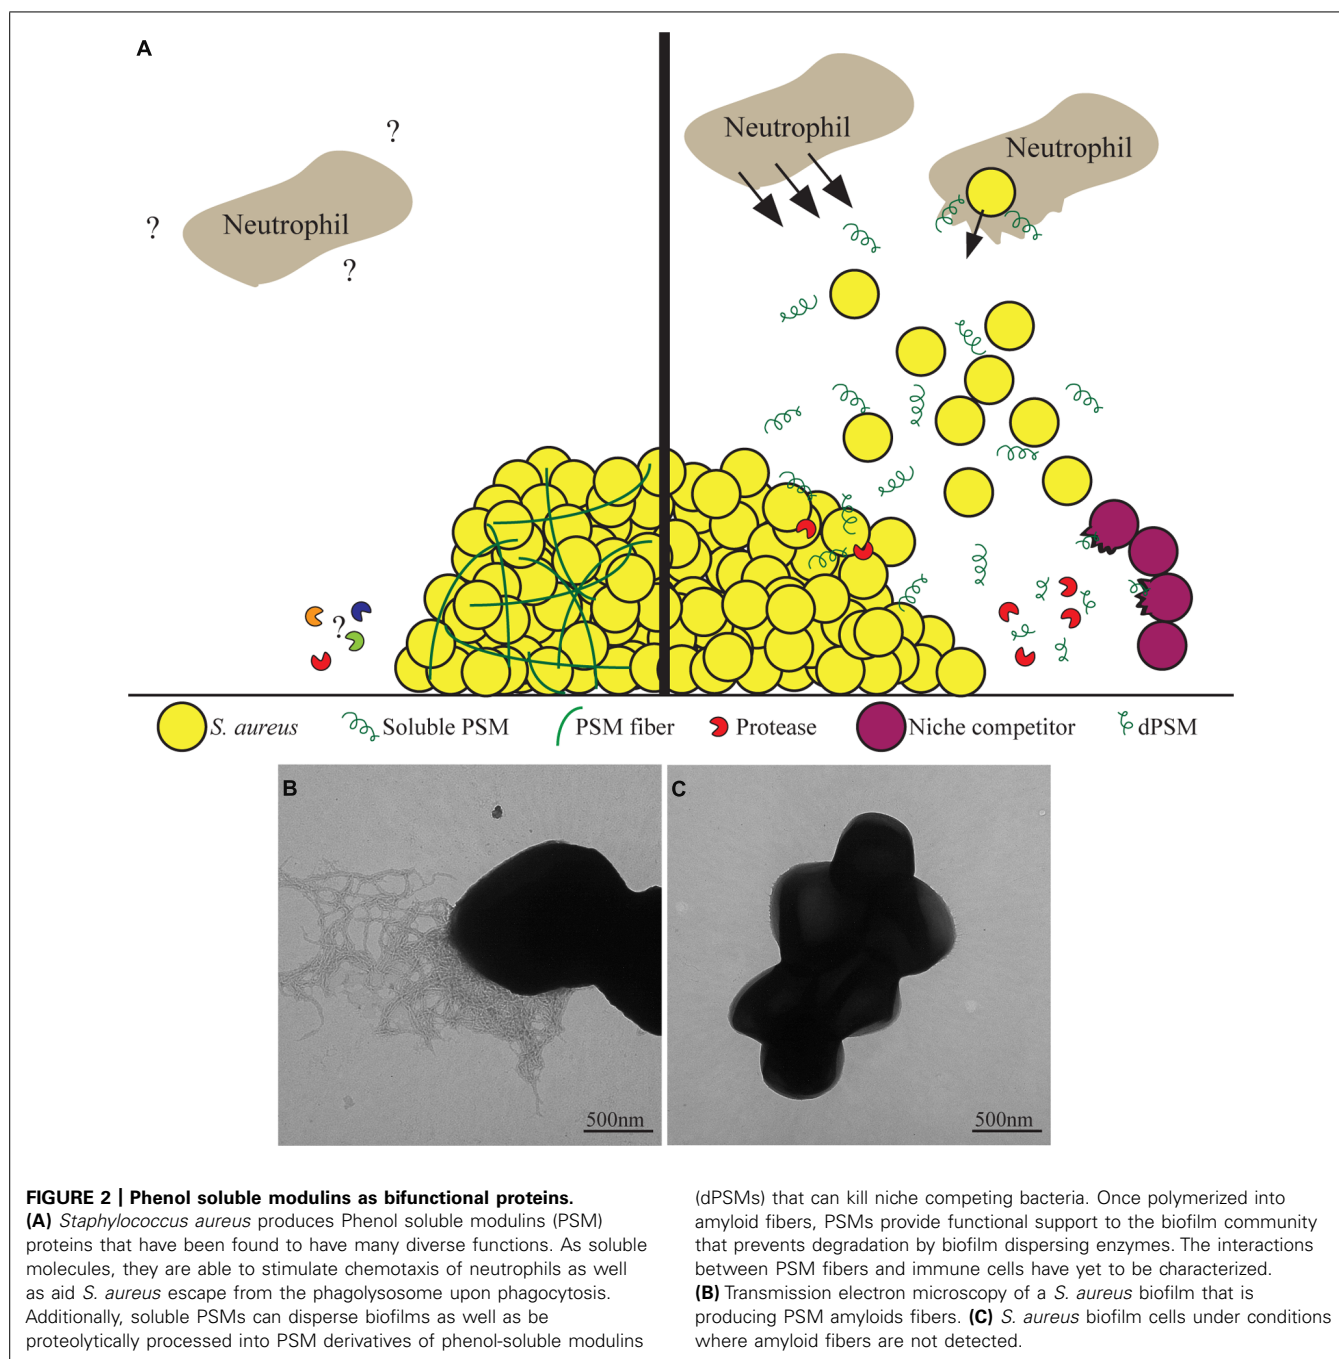 A
?
Neutrophil
?
?
Neutrophil
Neutrophil
?
S. aureus
Soluble PSM
PSM fiber
Protease
Niche competitor
dPSM
B
500nm
C
500nm
FIGURE 2 | Phenol soluble modulins as bifunctional proteins.
(A) Staphylococcus aureus produces Phenol soluble modulins (PSM)
proteins that have been found to have many diverse functions. As soluble
molecules, they are able to stimulate chemotaxis of neutrophils as well
as aid S. aureus escape from the phagolysosome upon phagocytosis.
Additionally, soluble PSMs can disperse biofilms as well as be
proteolytically processed into PSM derivatives of phenol-soluble modulins
(dPSMs) that can kill niche competing bacteria. Once polymerized into
amyloid fibers, PSMs provide functional support to the biofilm community
that prevents degradation by biofilm dispersing enzymes. The interactions
between PSM fibers and immune cells have yet to be characterized.
(B) Transmission electron microscopy of a S. aureus biofilm that is
producing PSM amyloids fibers. (C) S. aureus biofilm cells under conditions
where amyloid fibers are not detected.